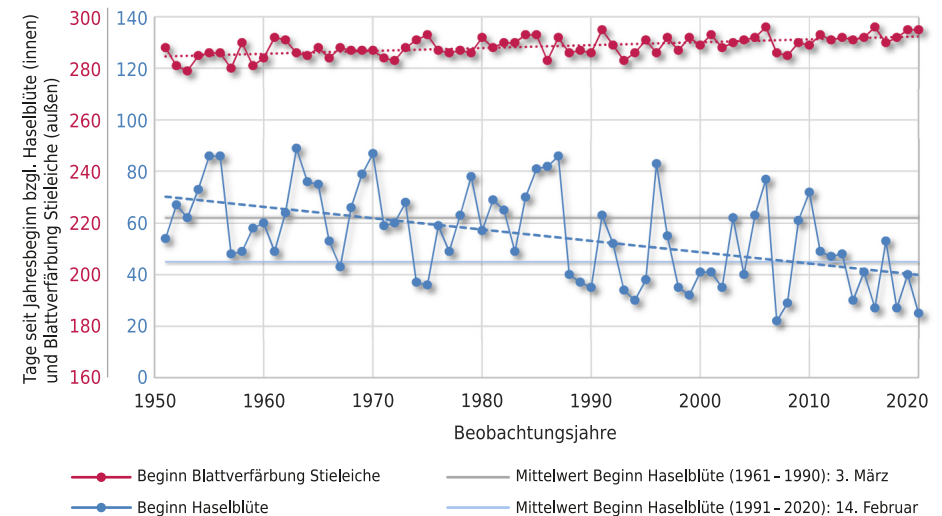 Tage seit Jahresbeginn bzgl. Haselblüte (innen)
und Blattverfärbung Stieleiche (außen)
300 140
280 120
260 100
240 80
220 60
200 40
180 20
160 0
1950 1960 1970 1980 1990 2000 2010 2020
Beobachtungsjahre
Beginn Blattverfärbung Stieleiche
Mittelwert Beginn Haselblüte (1961–1990): 3. März
Beginn Haselblüte
Mittelwert Beginn Haselblüte (1991–2020): 14. Februar